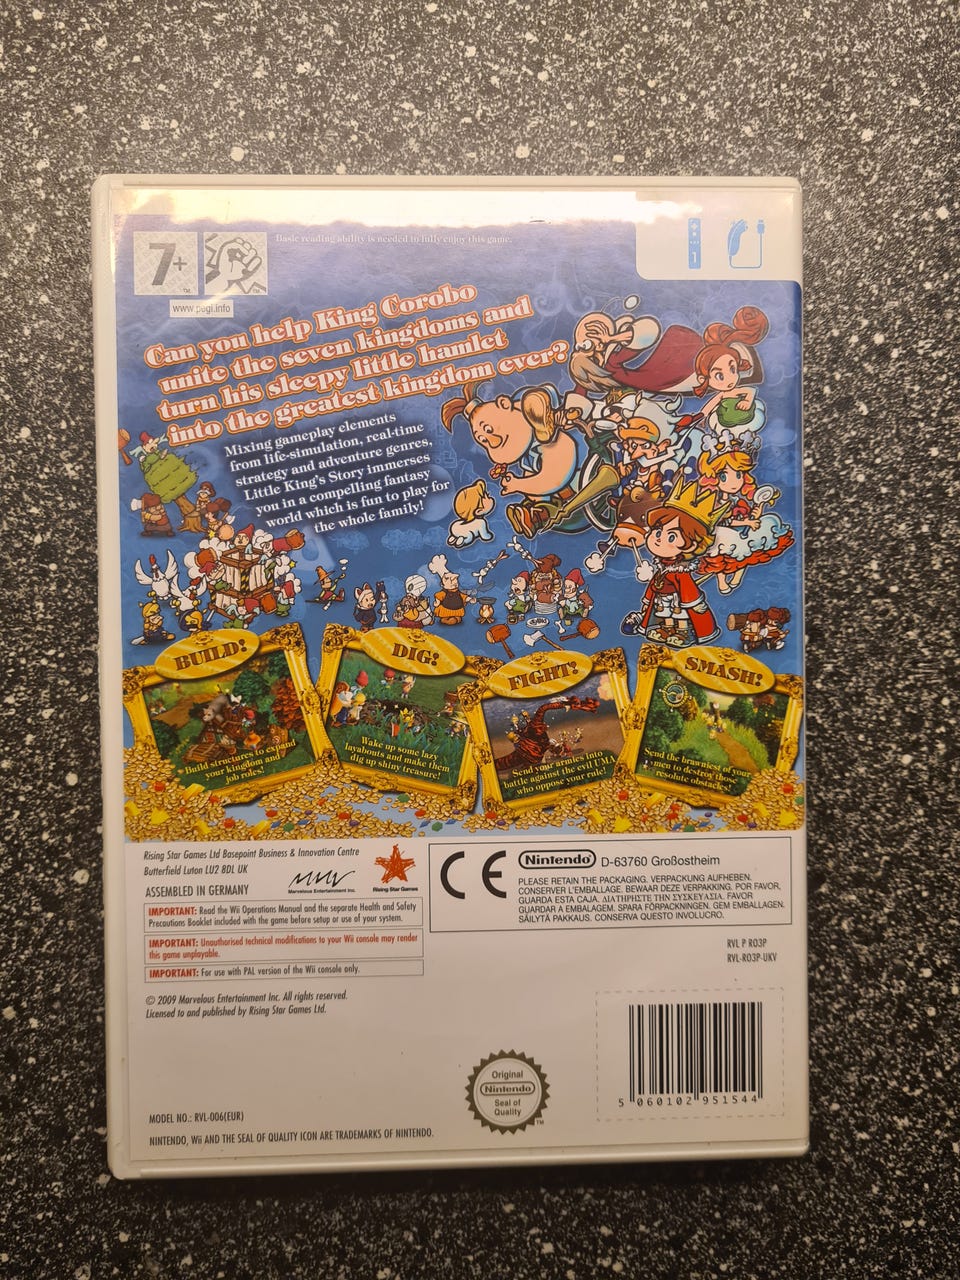 7+
TM
TM
www.pegi.info
Basic reading ability is needed to fully enjoy this game.
1
Can you help King Corobo
unite the seven kingdoms and
turn his sleepy little hamlet
into the greatest kingdom ever?
Mixing gameplay elements
from life-simulation, real-time
strategy and adventure genres,
Little King's Story immerses
you in a compelling fantasy
world which is fun to play for
the whole family!
BUILD!
Build structures to expand
your kingdom and
job roles!
DIG!
Wake up some lazy
layabouts and make them
dig up shiny treasure!
FIGHT!
Send your armies into
battle against the evil UMA
who oppose your rule!
SMASH!
Send the brawniest of your
men to destroy those
resolute obstacles!
Rising Star Games Ltd Basepoint Business & Innovation Centre
Butterfield Luton LU2 8DL UK
ASSEMBLED IN GERMANY
Marvelous Entertainment Inc.
Rising Star Games
IMPORTANT: Read the Wii Operations Manual and the separate Health and Safety
Precautions Booklet included with the game before setup or use of your system.
IMPORTANT: Unauthorised technical modifications to your Wii console may render
this game unplayable.
IMPORTANT: For use with PAL version of the Wii console only.
CE
Nintendo D-63760 Großostheim
PLEASE RETAIN THE PACKAGING. VERPACKUNG AUFHEBEN.
CONSERVER L'EMBALLAGE. BEWAAR DEZE VERPAKKING. POR FAVOR,
GUARDA ESTA CAJA. ΔΙΑΤΗΡΗΣΤΕ ΤΗΝ ΣΥΣΚΕΥΑΣΙΑ. FAVOR
GUARDAR A EMBALAGEM. SPARA FÖRPACKNINGEN. GEM EMBALLAGEN.
SÄILYTÄ PAKKAUS. CONSERVA QUESTO INVOLUCRO.
RVL P RO3P
RVL-RO3P-UKV
© 2009 Marvelous Entertainment Inc. All rights reserved.
Licensed to and published by Rising Star Games Ltd.
Original
Nintendo
Seal of
Quality
TM
5 060102 951544
MODEL NO.: RVL-006(EUR)
NINTENDO, Wii AND THE SEAL OF QUALITY ICON ARE TRADEMARKS OF NINTENDO.